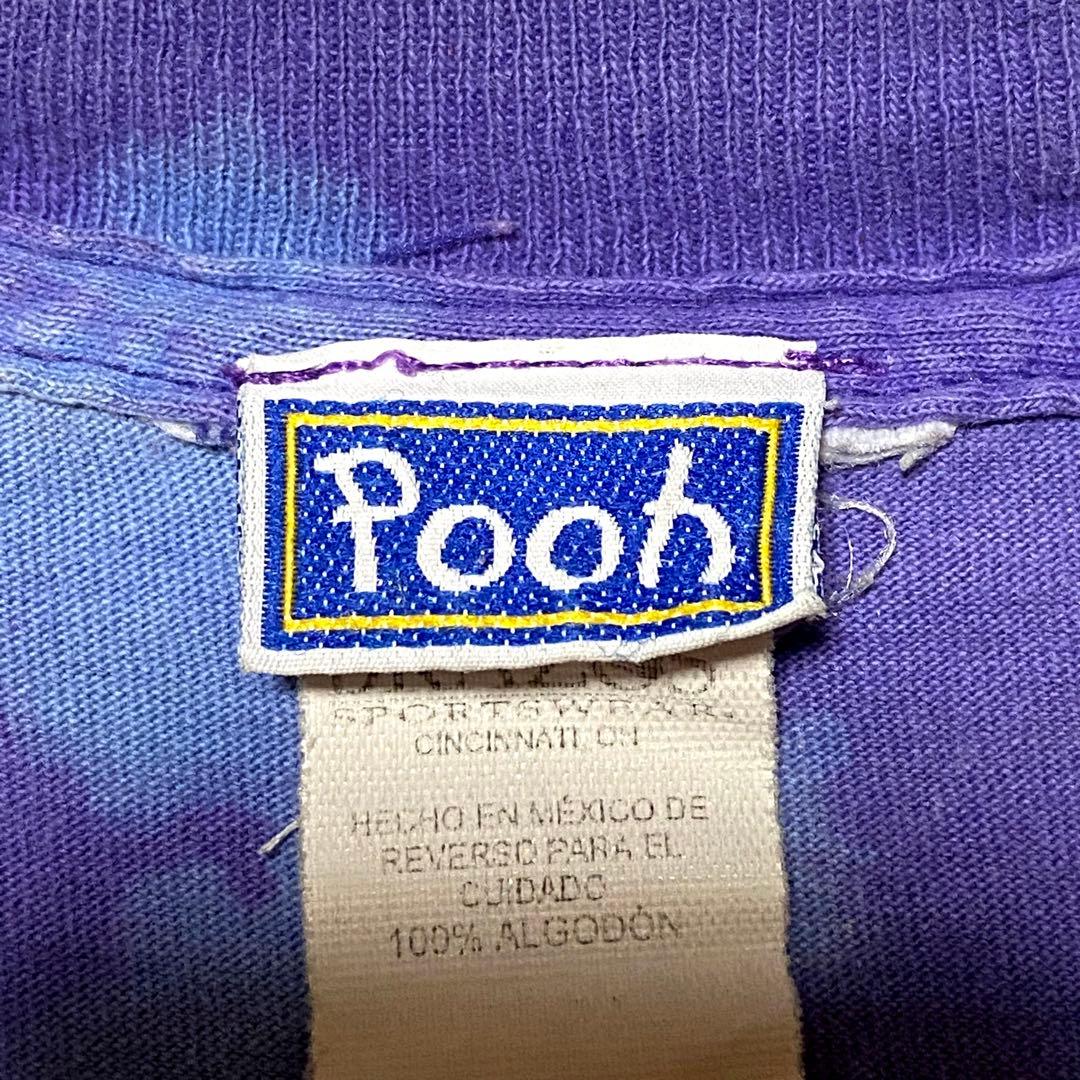 Pooh
SPORTSWEAR.
CINCINNATI OH
HECHO EN MÉXICO DE
REVERSO PARA EL
CUIDADO
100% ALGODÓN